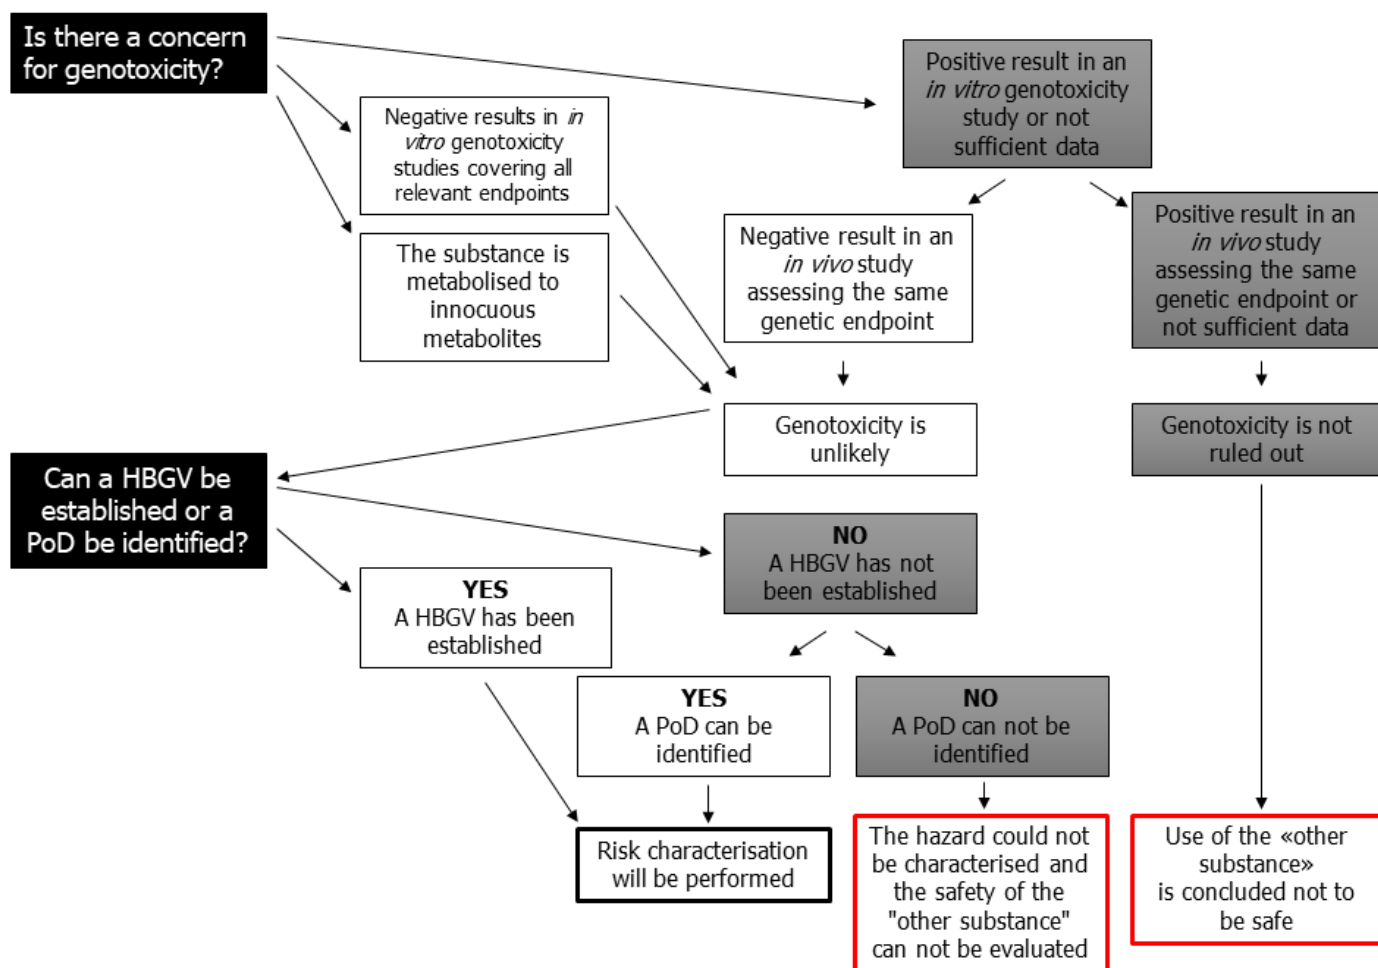 Is there a concern
for genotoxicity?
Positive result in an
in vitro genotoxicity
study or not
sufficient data
Negative results in in
vitro genotoxicity
studies covering all
relevant endpoints
Negative result in an
in vivo study
assessing the same
genetic endpoint
Positive result in an
in vivo study
assessing the same
genetic endpoint or
not sufficient data
The substance is
metabolised to
innocuous
metabolites
Genotoxicity is
unlikely
Genotoxicity is not
ruled out
Can a HBGV be
established or a
PoD be identified?
NO
A HBGV has not
been established
YES
A HBGV has been
established
YES
A PoD can be
identified
NO
A PoD can not be
identified
Risk characterisation
will be performed
The hazard could not
be characterised and
the safety of the
"other substance"
can not be evaluated
Use of the «other
substance»
is concluded not to
be safe